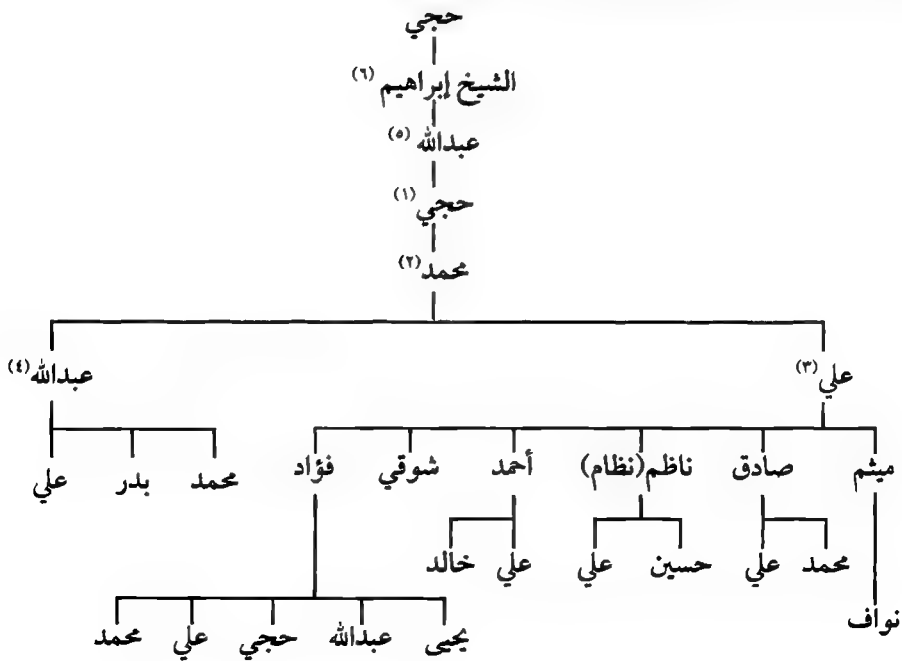 حجي
الشيخ إبراهيم (٦)
عبدالله (٥)
حجي (١)
محمد (٢)
علي (٣) عبدالله (٤)
ميثم صادق ناظم (نظام) أحمد شوقي فؤاد محمد بدر علي
نواف محمد علي حسين علي علي خالد
يحيى عبدالله حجي علي محمد